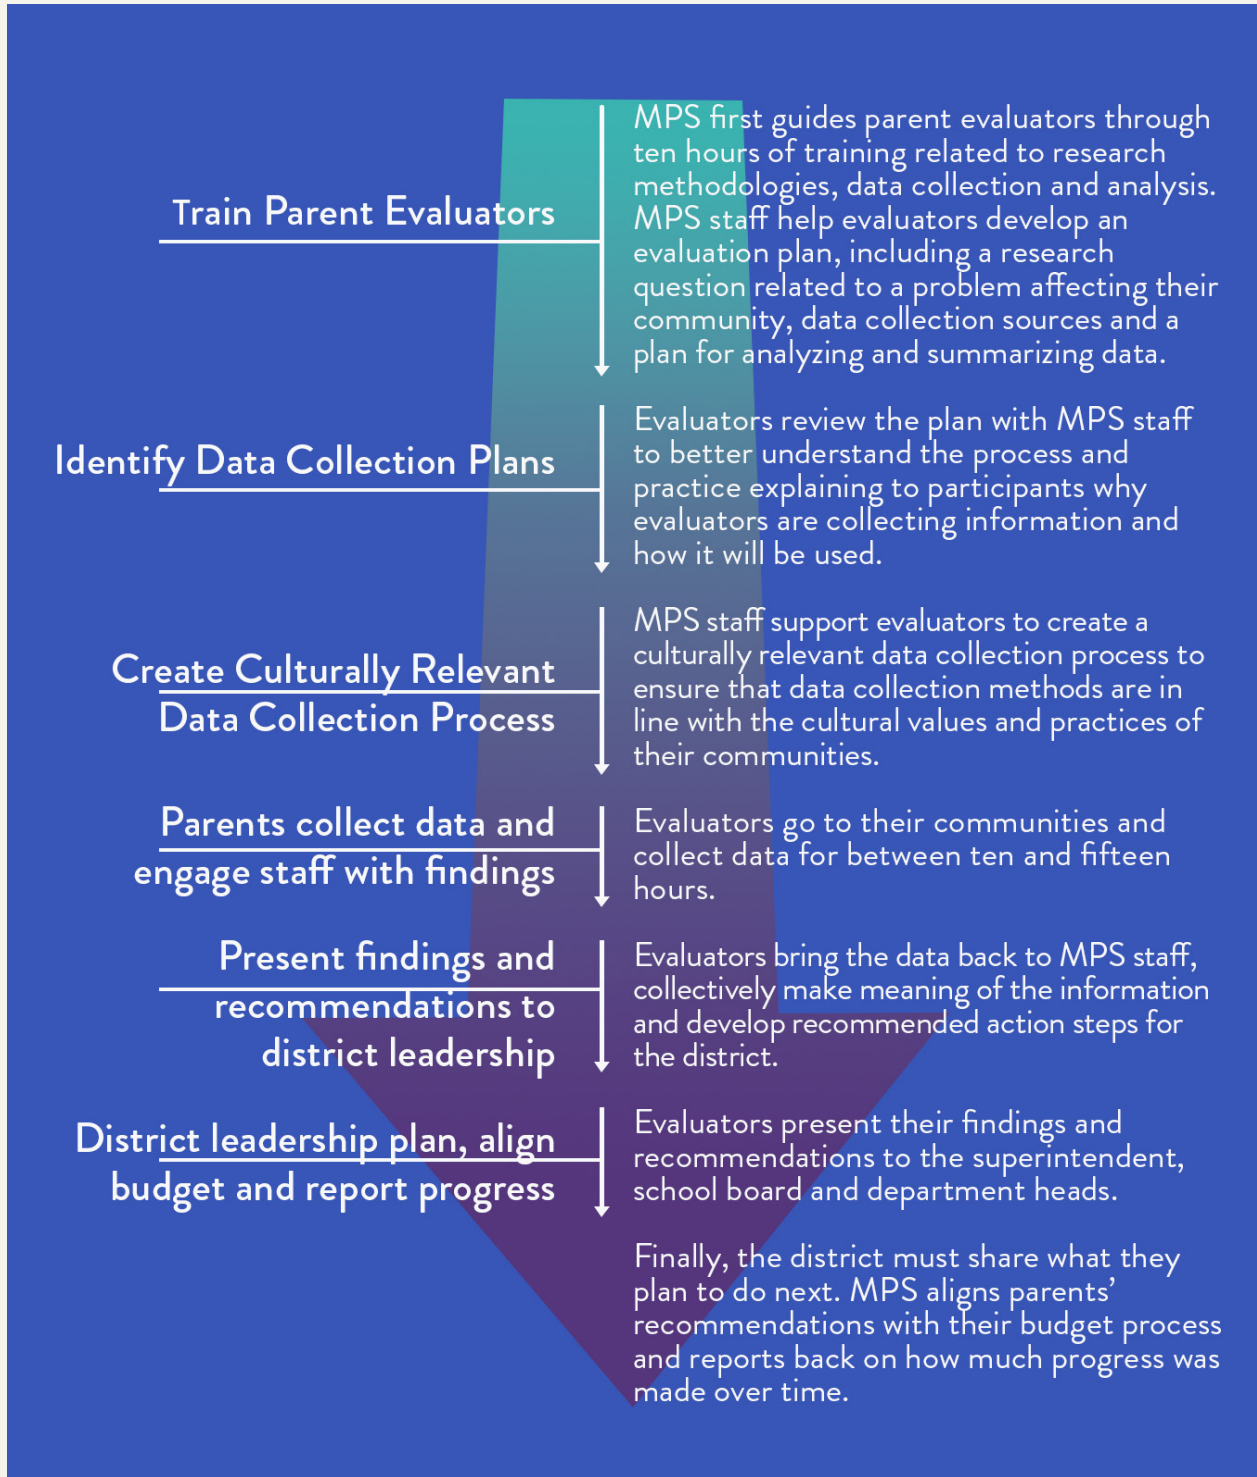 Train Parent Evaluators
MPS first guides parent evaluators through
ten hours of training related to research
methodologies, data collection and analysis.
MPS staff help evaluators develop an
evaluation plan, including a research
question related to a problem affecting their
community, data collection sources and a
plan for analyzing and summarizing data.
Identify Data Collection Plans
Evaluators review the plan with MPS staff
to better understand the process and
practice explaining to participants why
evaluators are collecting information and
how it will be used.
Create Culturally Relevant
Data Collection Process
MPS staff support evaluators to create a
culturally relevant data collection process to
ensure that data collection methods are in
line with the cultural values and practices of
their communities.
Parents collect data and
engage staff with findings
Evaluators go to their communities and
collect data for between ten and fifteen
hours.
Present findings and
recommendations to
district leadership
Evaluators bring the data back to MPS staff,
collectively make meaning of the information
and develop recommended action steps for
the district.
District leadership plan, align
budget and report progress
Evaluators present their findings and
recommendations to the superintendent,
school board and department heads.
Finally, the district must share what they
plan to do next. MPS aligns parents’
recommendations with their budget process
and reports back on how much progress was
made over time.